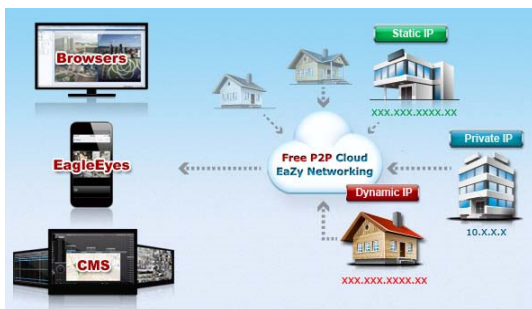 Browsers
Static IP
XXX.XXX.XXXX.XX
EagleEyes
Free P2P Cloud
EaZy Networking
Private IP
10.X.X.X
Dynamic IP
XXX.XXX.XXXX.XX
CMS